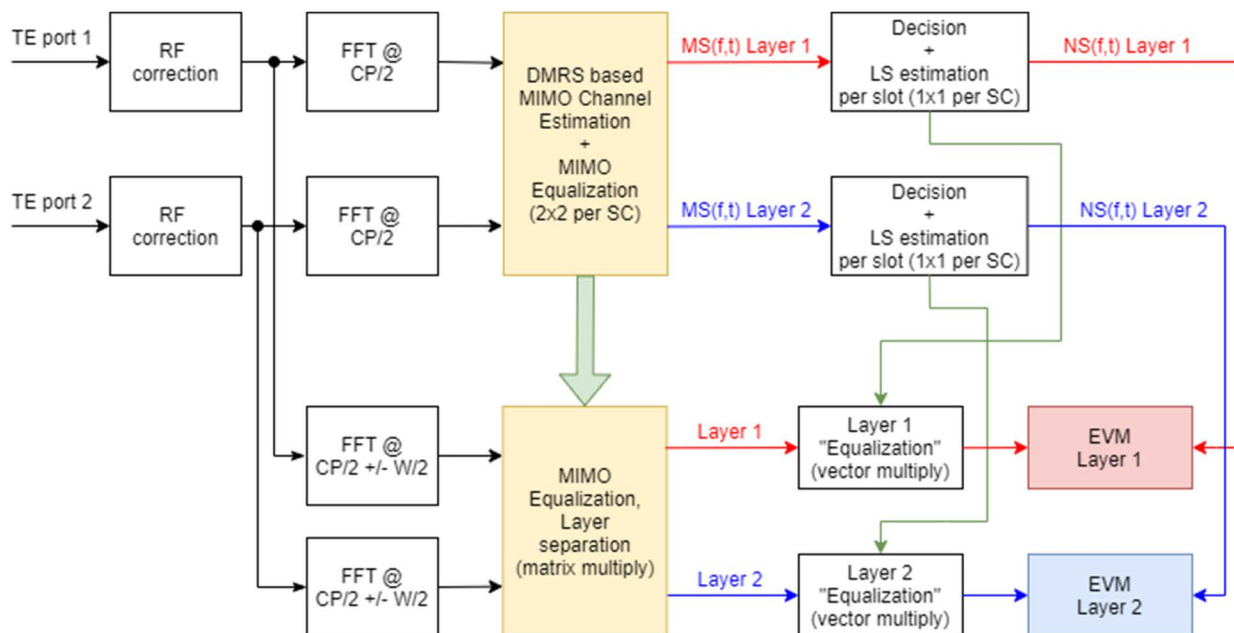 TE port 1
RF
correction
FFT @
CP/2
DMRS based
MIMO Channel
Estimation
+
MIMO
Equalization
(2x2 per SC)
MS(f,t) Layer 1
Decision
+
LS estimation
per slot (1x1 per SC)
NS(f,t) Layer 1
TE port 2
RF
correction
FFT @
CP/2
MS(f,t) Layer 2
Decision
+
LS estimation
per slot (1x1 per SC)
NS(f,t) Layer 2
FFT @
CP/2 +/- W/2
MIMO
Equalization,
Layer
separation
(matrix multiply)
Layer 1
Layer 1
"Equalization"
(vector multiply)
EVM
Layer 1
FFT @
CP/2 +/- W/2
Layer 2
Layer 2
"Equalization"
(vector multiply)
EVM
Layer 2